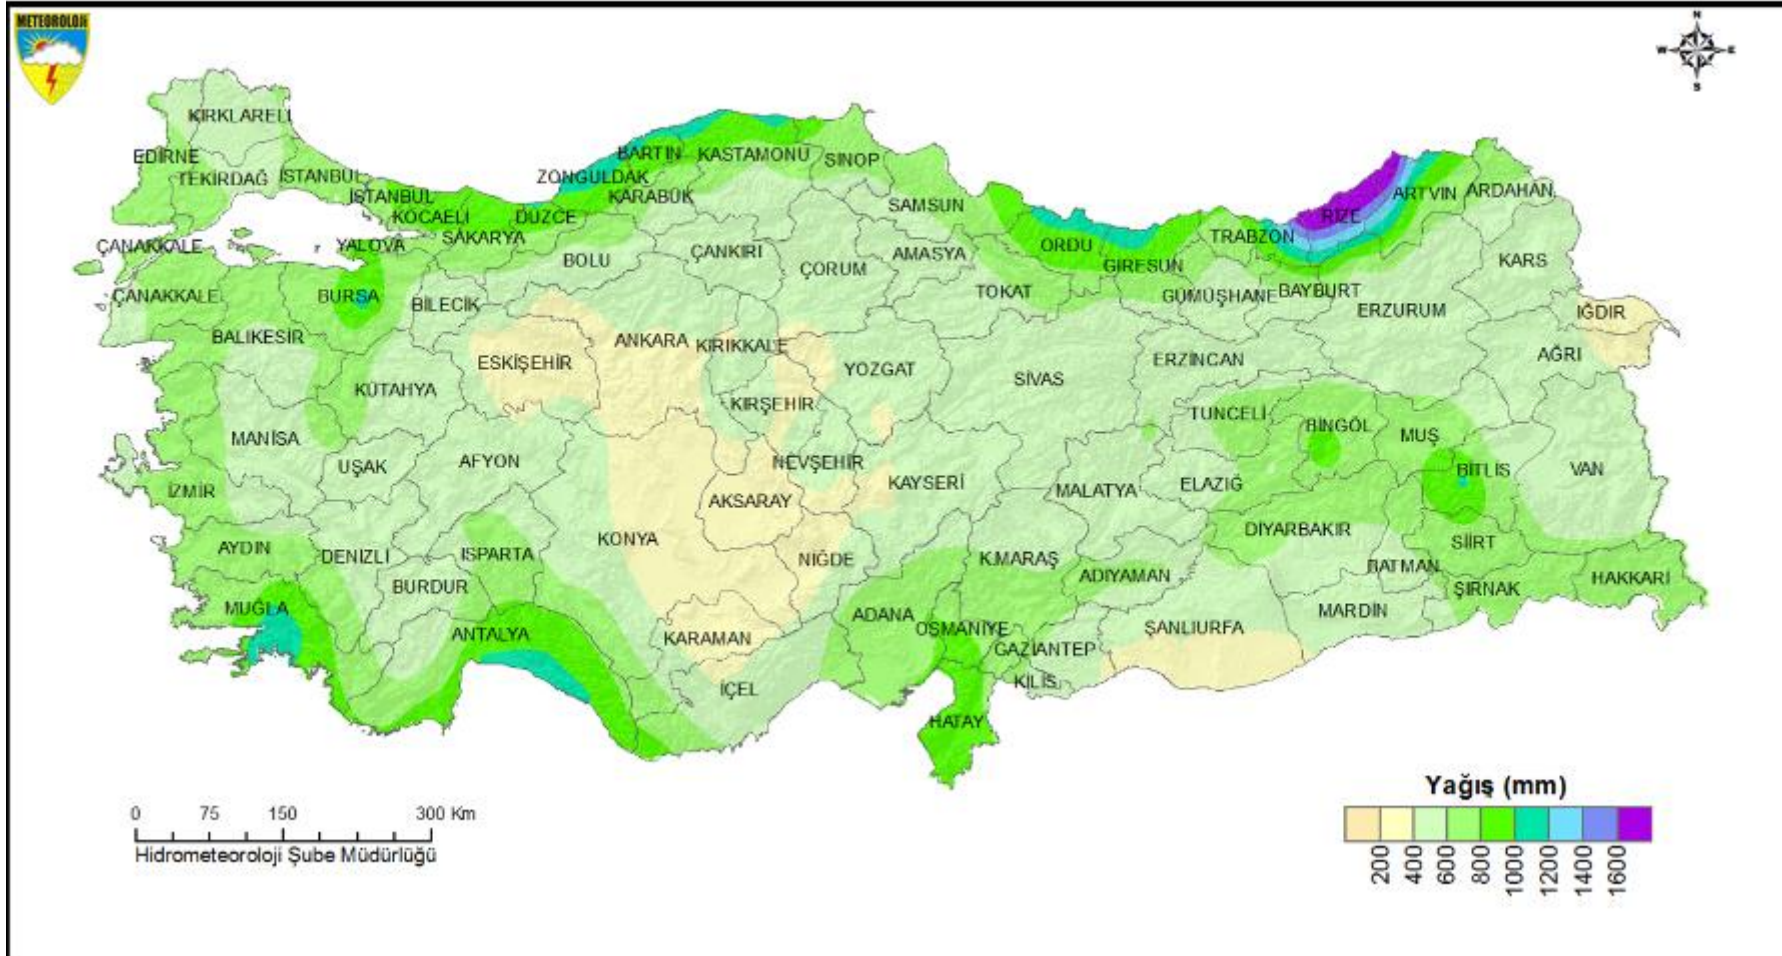 METEOROLOJİ
N
W E
S
KIRKLARELİ
EDİRNE
TEKİRDAĞ
İSTANBUL
İSTANBUL
KOCAELİ
SAKARYA
DÜZCE
ZONGULDAK
BARTIN
KARABÜK
KASTAMONU
SİNOP
SAMSUN
ÇANAKKALE
YALOVA
BOLU
ÇANKIRI
ÇORUM
AMASYA
ORDU
GİRESUN
TRABZON
RİZE
ARTVİN
ARDAHAN
KARS
ÇANAKKALE
BURSA
BİLECİK
TOKAT
GÜMÜŞHANE
BAYBURT
ERZURUM
IĞDIR
BALIKESİR
ESKİŞEHİR
ANKARA
KIRIKKALE
YOZGAT
SİVAS
ERZİNCAN
AĞRI
KÜTAHYA
KIRŞEHİR
TUNCELİ
BİNGÖL
MUŞ
MANİSA
UŞAK
AFYON
NEVŞEHİR
KAYSERİ
MALATYA
ELAZIĞ
BİTLİS
VAN
İZMİR
AKSARAY
AYDIN
DENİZLİ
ISPARTA
KONYA
NİĞDE
K.MARAŞ
ADIYAMAN
DİYARBAKIR
BATMAN
SİİRT
ŞIRNAK
HAKKARİ
MUĞLA
BURDUR
ANTALYA
KARAMAN
ADANA
OSMANİYE
GAZİANTEP
ŞANLIURFA
MARDİN
İÇEL
KİLİS
HATAY
0 75 150 300 Km
Hidrometeoroloji Şube Müdürlüğü
Yağış (mm)
200 400 600 800 1000 1200 1400 1600